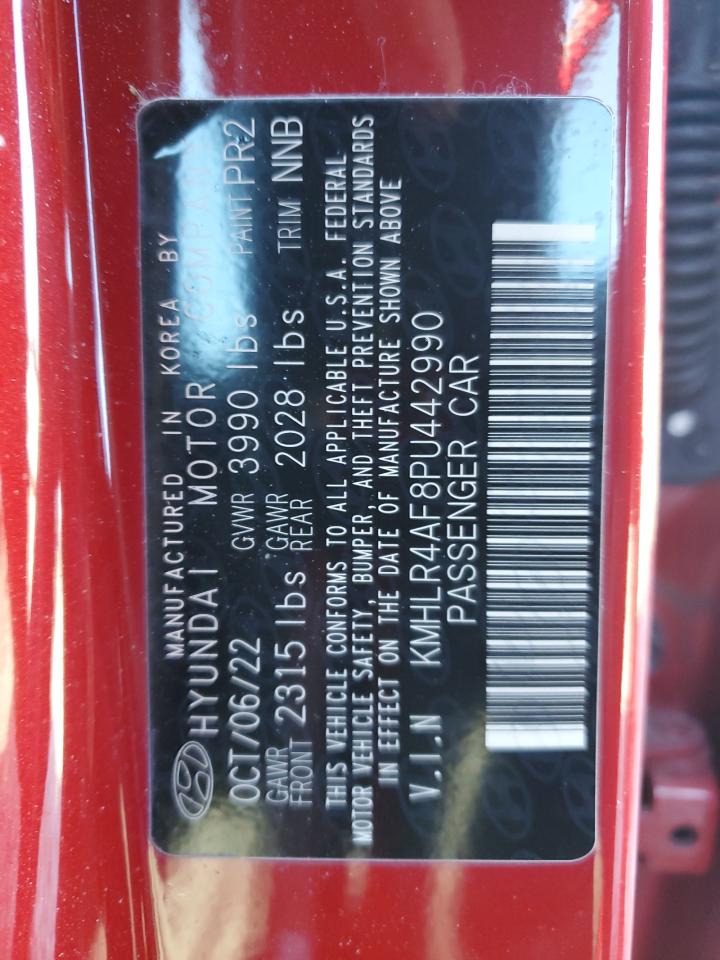 MANUFACTURED IN KOREA BY
HYUNDAI MOTOR COMPANY
OCT/06/22 GVWR 3990 lbs PAINT PR2
GAWR FRONT 2315 lbs GAWR REAR 2028 lbs TRIM NNB
THIS VEHICLE CONFORMS TO ALL APPLICABLE U.S.A. FEDERAL
MOTOR VEHICLE SAFETY, BUMPER, AND THEFT PREVENTION STANDARDS
IN EFFECT ON THE DATE OF MANUFACTURE SHOWN ABOVE
V.I.N KMHLR4AF8PU442990
PASSENGER CAR